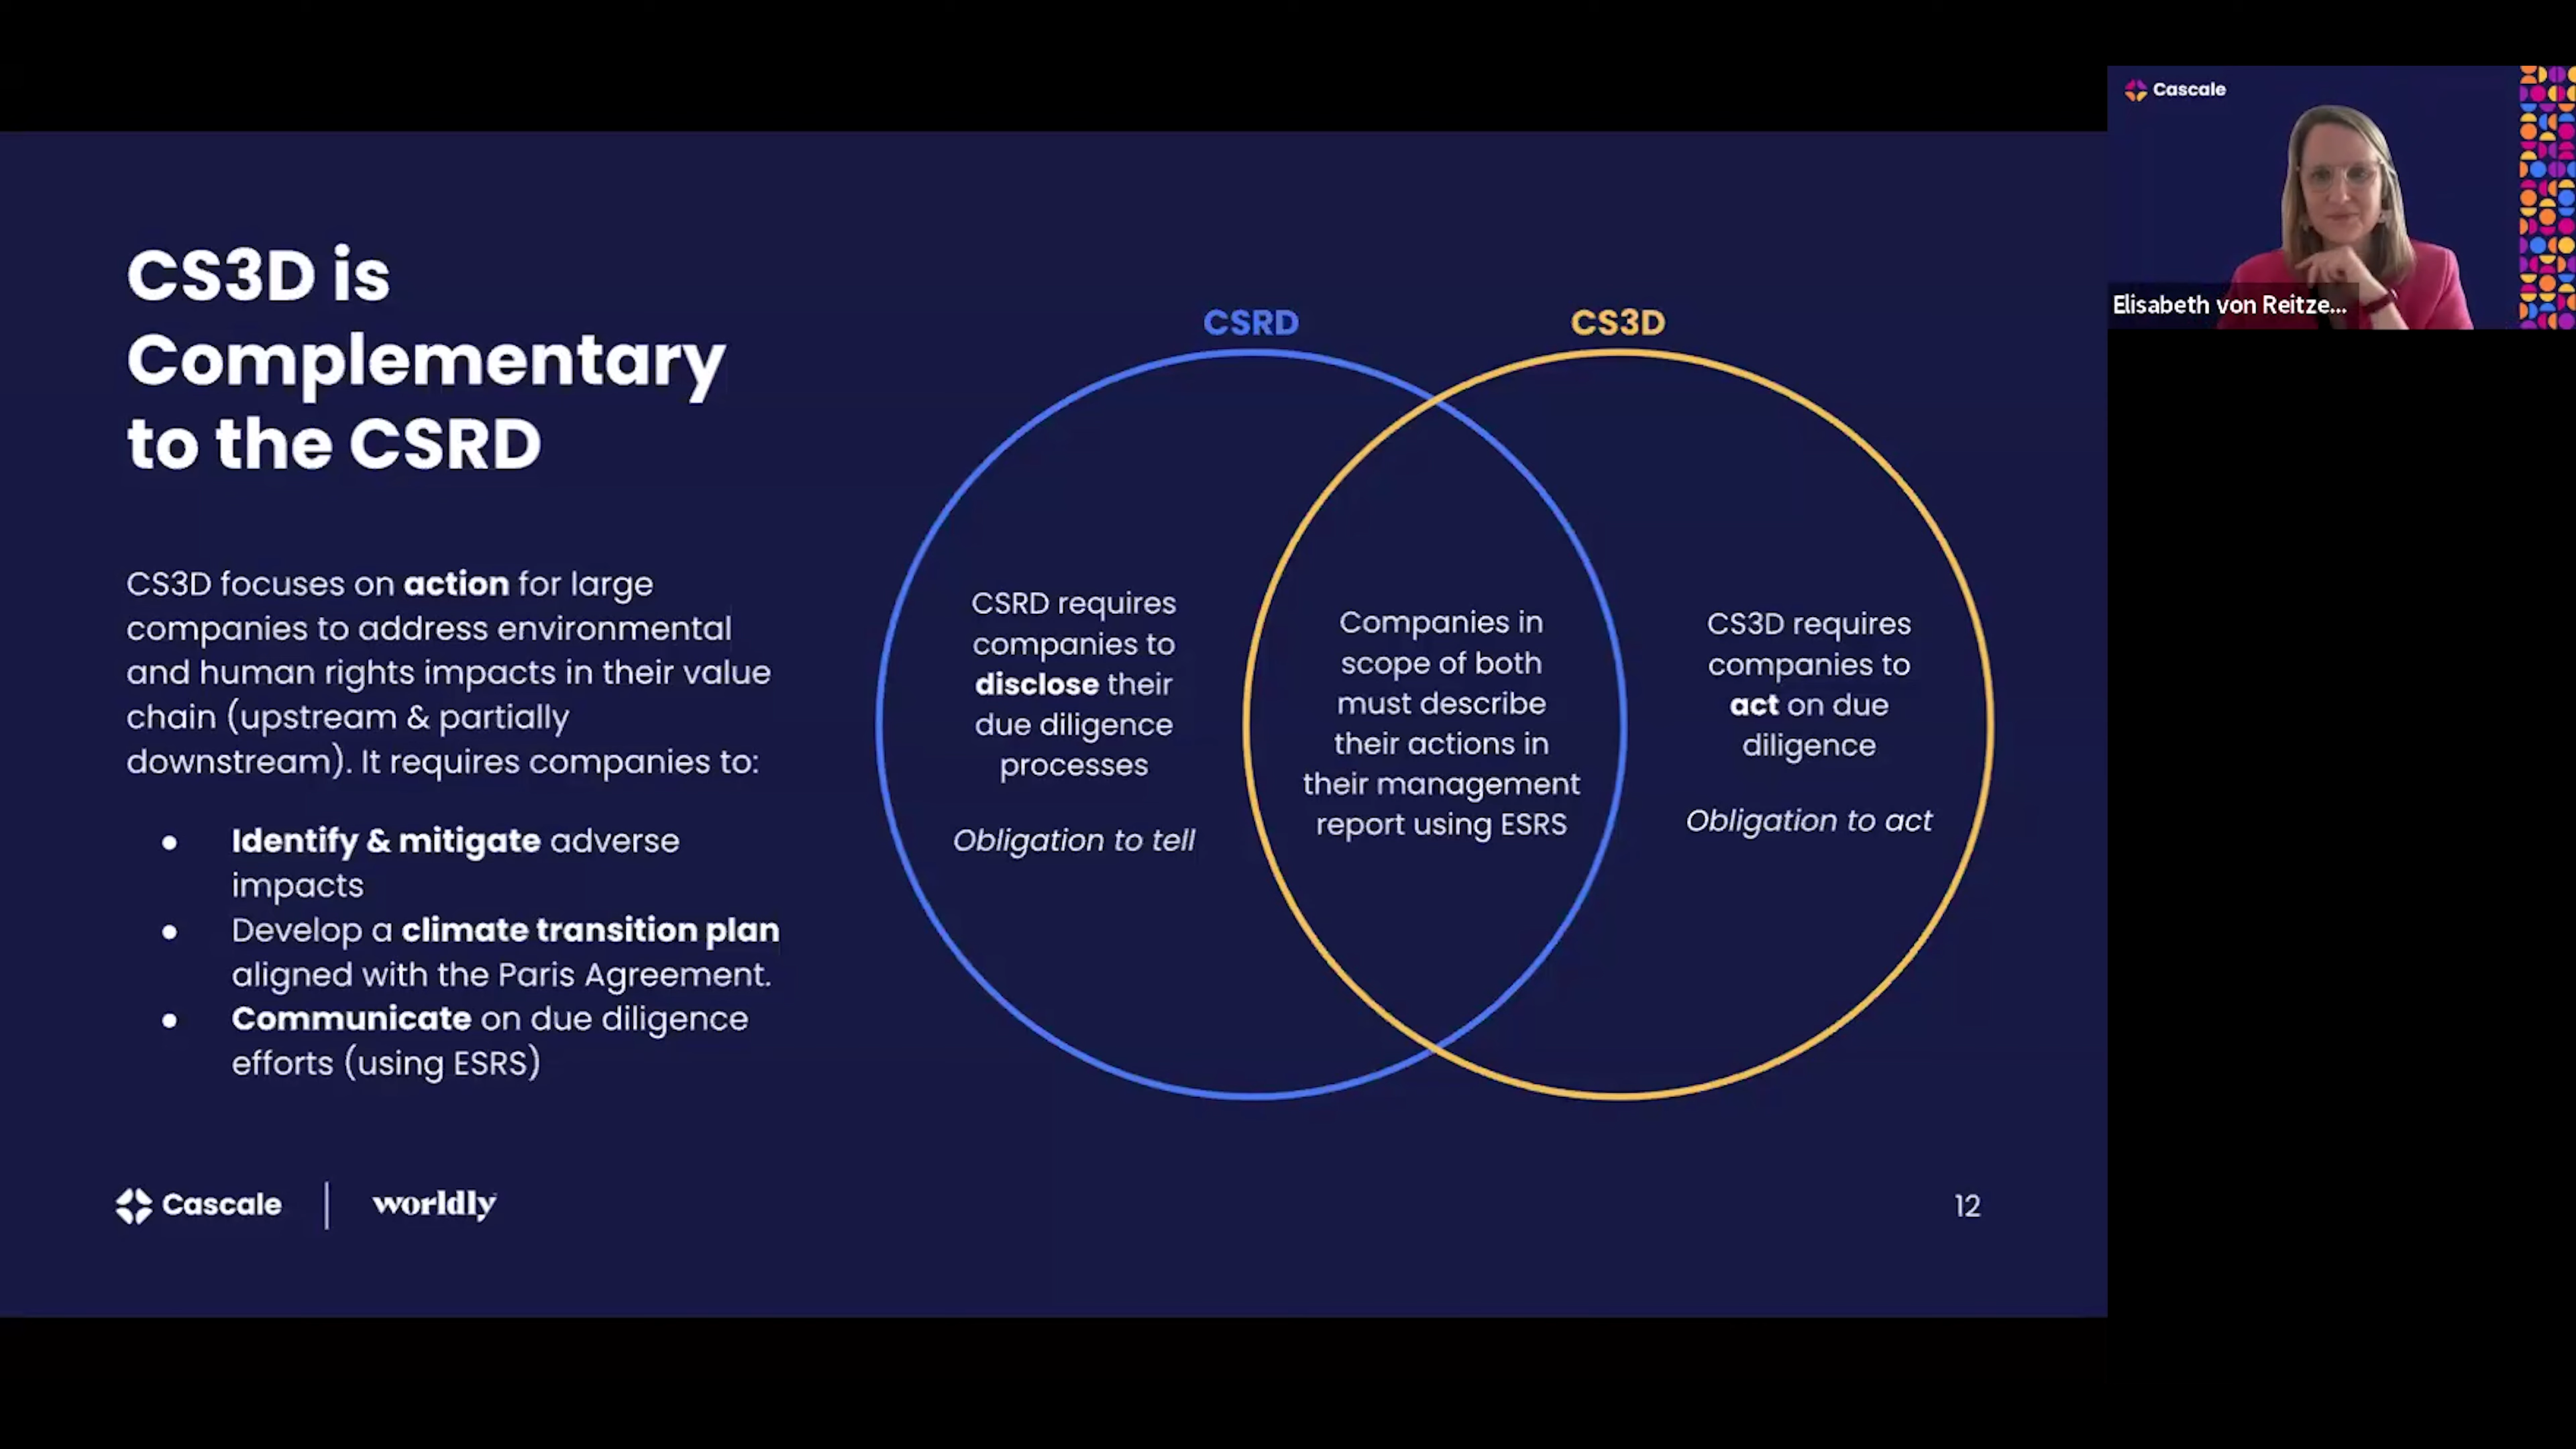 CS3D is
Complementary
to the CSRD
CS3D focuses on action for large
companies to address environmental
and human rights impacts in their value
chain (upstream & partially
downstream). It requires companies to:
● Identify & mitigate adverse
impacts
● Develop a climate transition plan
aligned with the Paris Agreement.
● Communicate on due diligence
efforts (using ESRS)
CSRD
CSRD requires
companies to
disclose their
due diligence
processes
Obligation to tell
Companies in
scope of both
must describe
their actions in
their management
report using ESRS
CS3D
CS3D requires
companies to
act on due
diligence
Obligation to act
Cascale
worldly
12
Cascale
Elisabeth von Reitze...